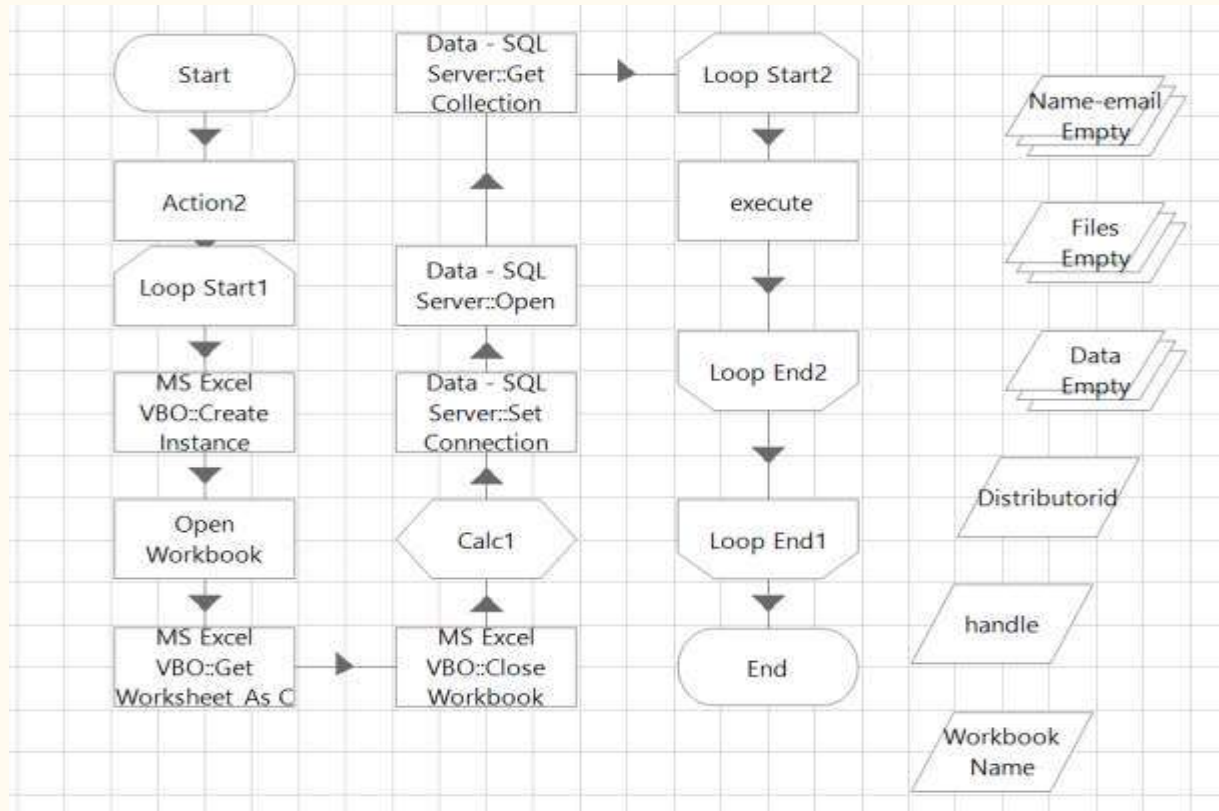 Start
Action2
Loop Start1
MS Excel
VBO::Create
Instance
Open
Workbook
MS Excel
VBO::Get
Worksheet As C
MS Excel
VBO::Close
Workbook
Calc1
Data - SQL
Server::Set
Connection
Data - SQL
Server::Open
Data - SQL
Server::Get
Collection
Loop Start2
execute
Loop End2
Loop End1
End
Name-email
Empty
Files
Empty
Data
Empty
Distributorid
handle
Workbook
Name